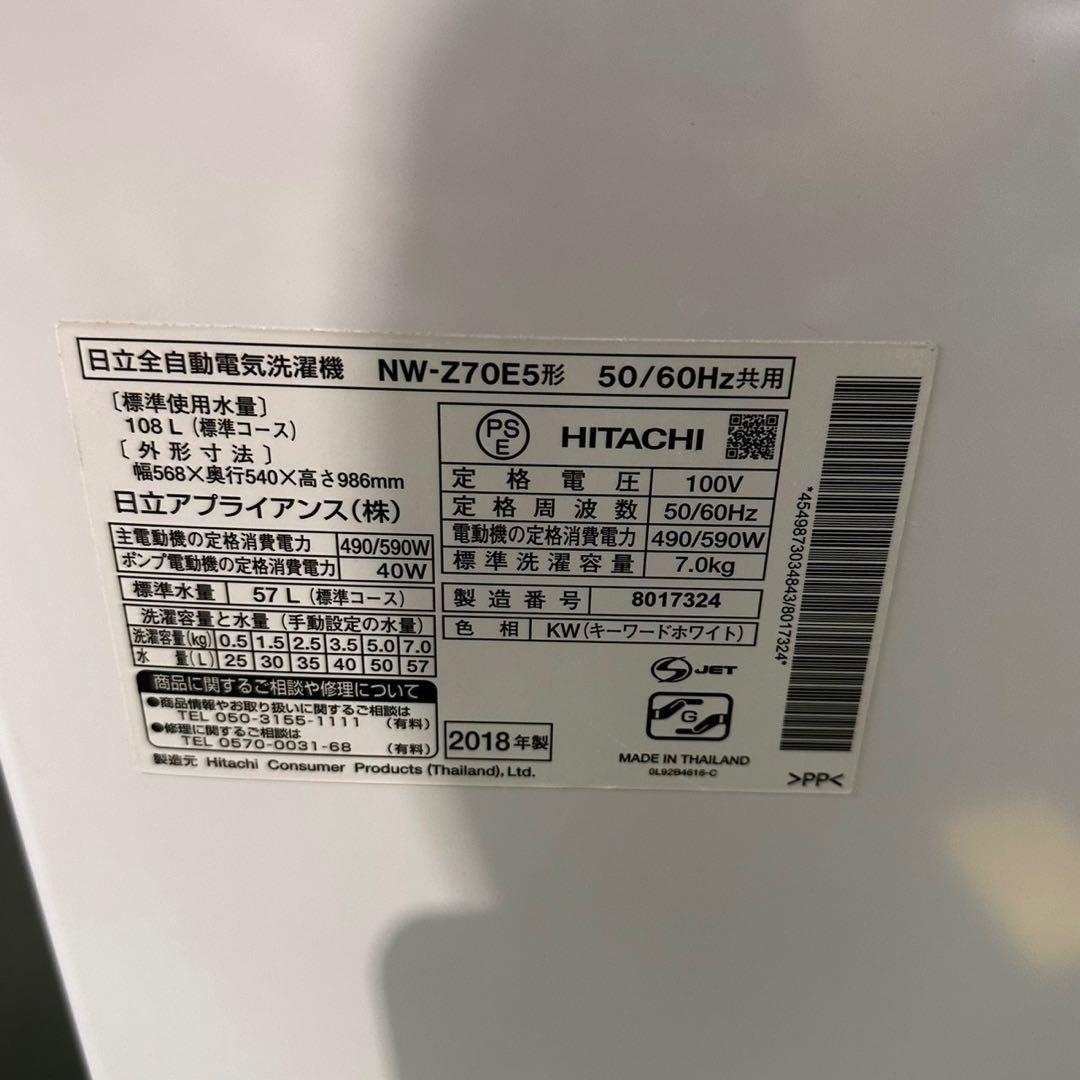 日立全自動電気洗濯機 NW-Z70E5形 50/60Hz共用
〔標準使用水量〕
108 L (標準コース)
〔外形寸法〕
幅568×奥行540×高さ986mm
日立アプライアンス(株)
主電動機の定格消費電力 490/590W
ポンプ電動機の定格消費電力 40W
標準水量 57 L (標準コース)
洗濯容量と水量 (手動設定の水量)
洗濯容量(kg) 0.5 1.5 2.5 3.5 5.0 7.0
水量(L) 25 30 35 40 50 57
商品に関するご相談や修理について
●商品情報やお取り扱いに関するご相談は
TEL 050-3155-1111 (有料)
●修理に関するご相談は
TEL 0570-0031-68 (有料)
製造元 Hitachi Consumer Products (Thailand), Ltd.
PSE HITACHI
定格電圧 100V
定格周波数 50/60Hz
電動機の定格消費電力 490/590W
標準洗濯容量 7.0kg
製造番号 8017324
色相 KW(キーワードホワイト)
2018年製
JET
G
MADE IN THAILAND
0L92B4616-C
>PP<
*4549873034843/8017324*